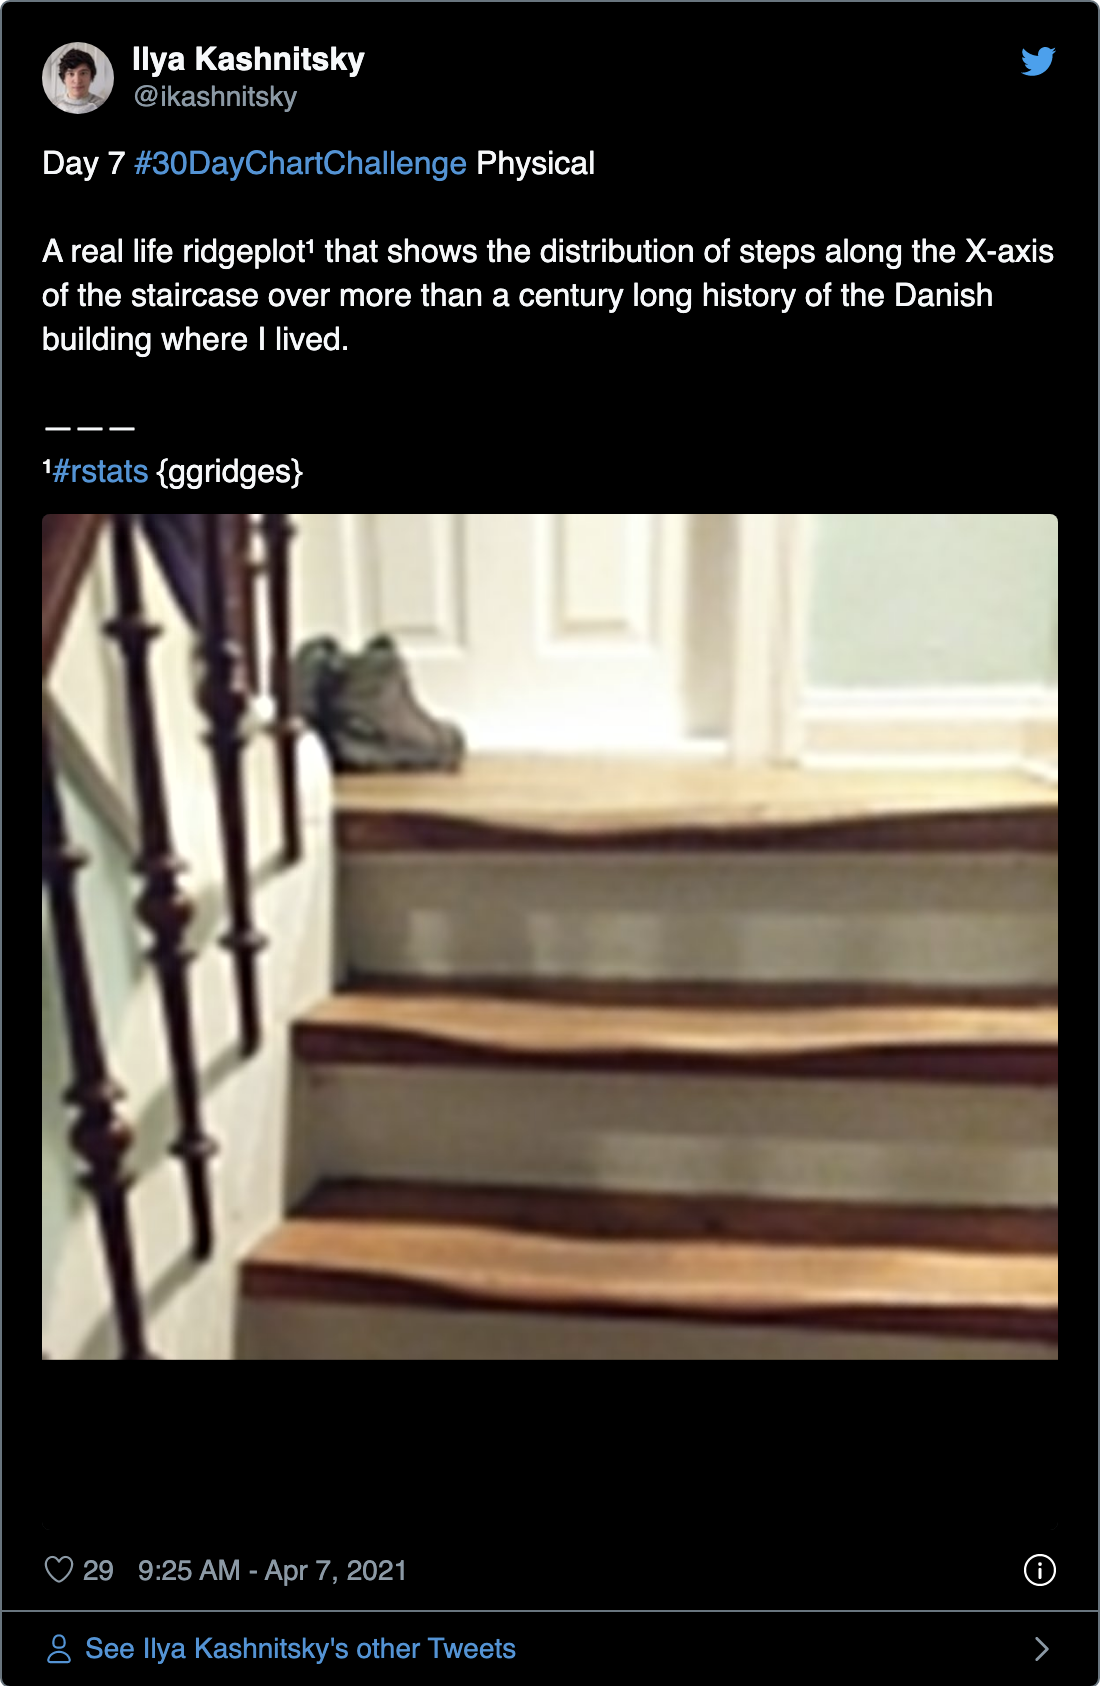 Ilya Kashnitsky
@ikashnitsky
Day 7 #30DayChartChallenge Physical
A real life ridgeplot¹ that shows the distribution of steps along the X-axis
of the staircase over more than a century long history of the Danish
building where I lived.
———
¹#rstats {ggridges}
29 9:25 AM - Apr 7, 2021
See Ilya Kashnitsky's other Tweets